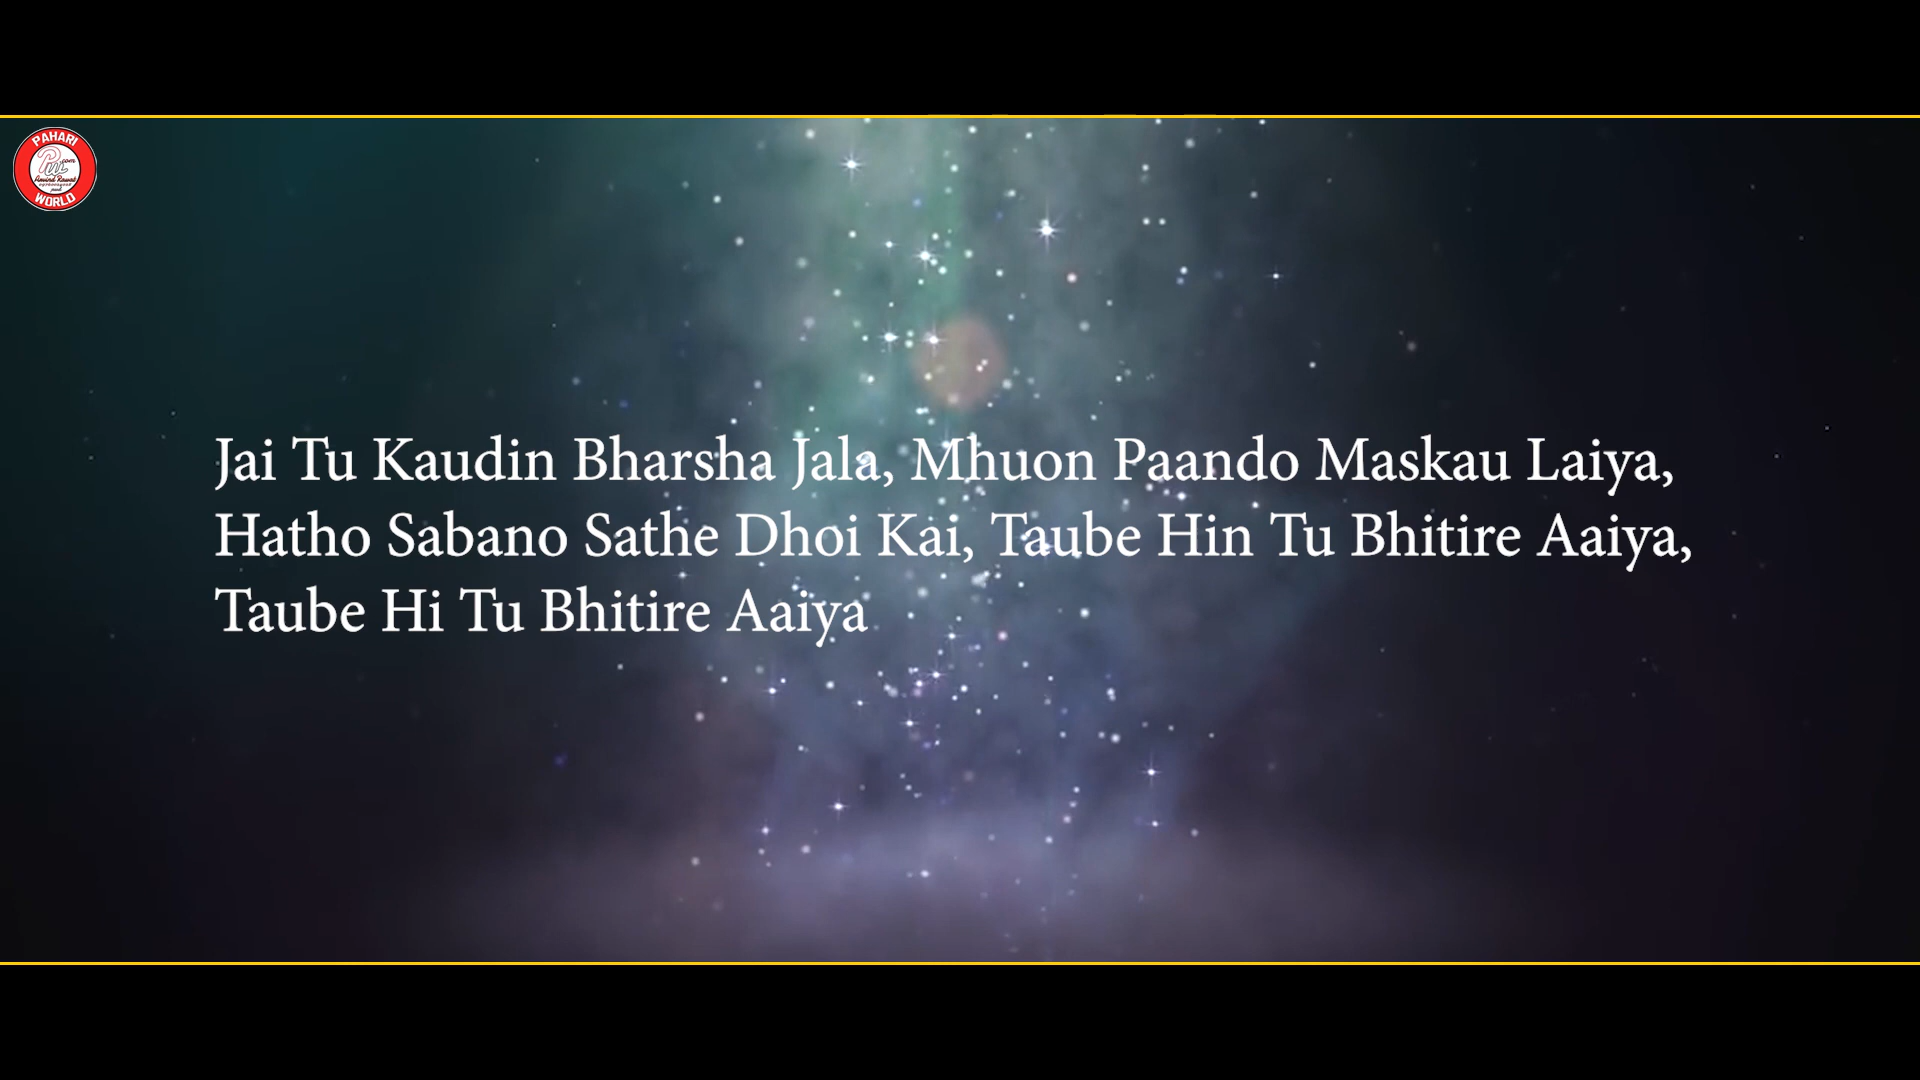 PAHARI
WORLD
Jai Tu Kaudin Bharsha Jala, Mhuon Paando Maskau Laiya,
Hatho Sabano Sathe Dhoi Kai, Taube Hin Tu Bhitire Aaiya,
Taube Hi Tu Bhitire Aaiya